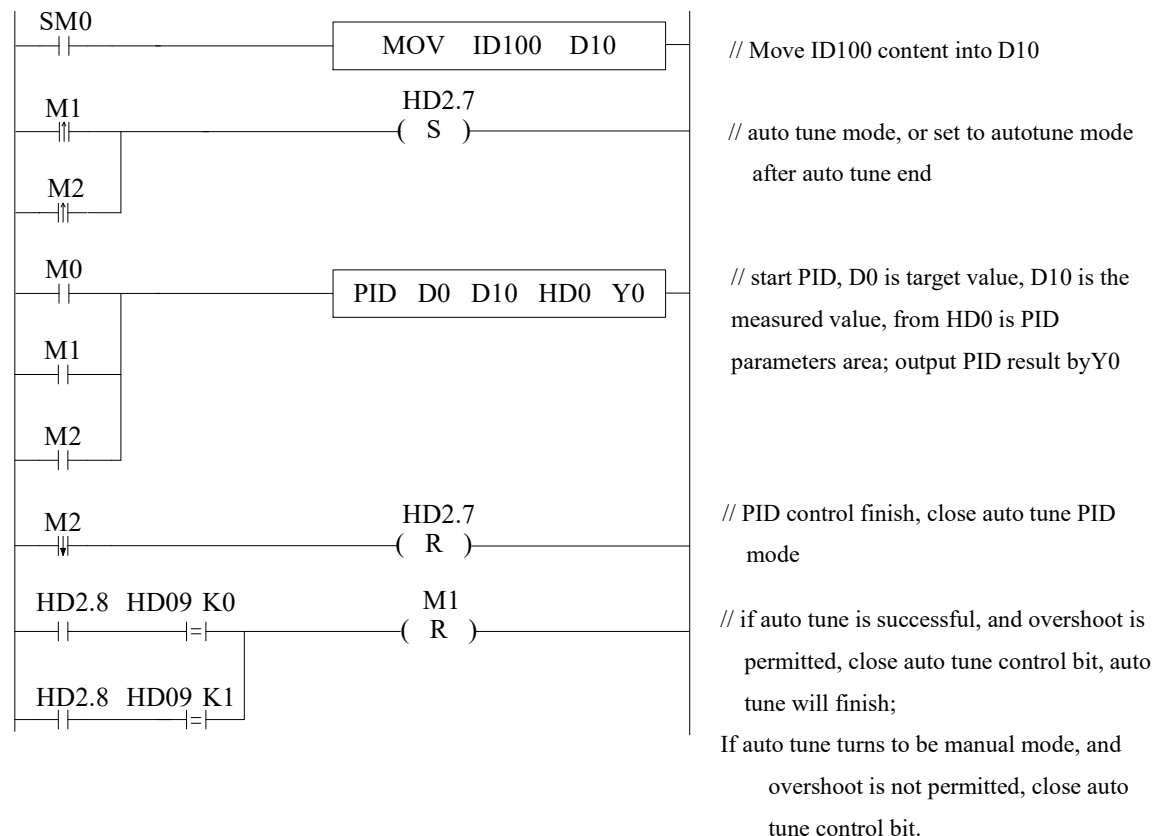 SM0
MOV ID100 D10
// Move ID100 content into D10
M1
HD2.7
( S )
// auto tune mode, or set to autotune mode
after auto tune end
M2
M0
PID D0 D10 HD0 Y0
// start PID, D0 is target value, D10 is the
measured value, from HD0 is PID
parameters area; output PID result byY0
M1
M2
M2
HD2.7
( R )
// PID control finish, close auto tune PID
mode
HD2.8 HD09 K0
=
M1
( R )
// if auto tune is successful, and overshoot is
permitted, close auto tune control bit, auto
tune will finish;
HD2.8 HD09 K1
=
If auto tune turns to be manual mode, and
overshoot is not permitted, close auto
tune control bit.